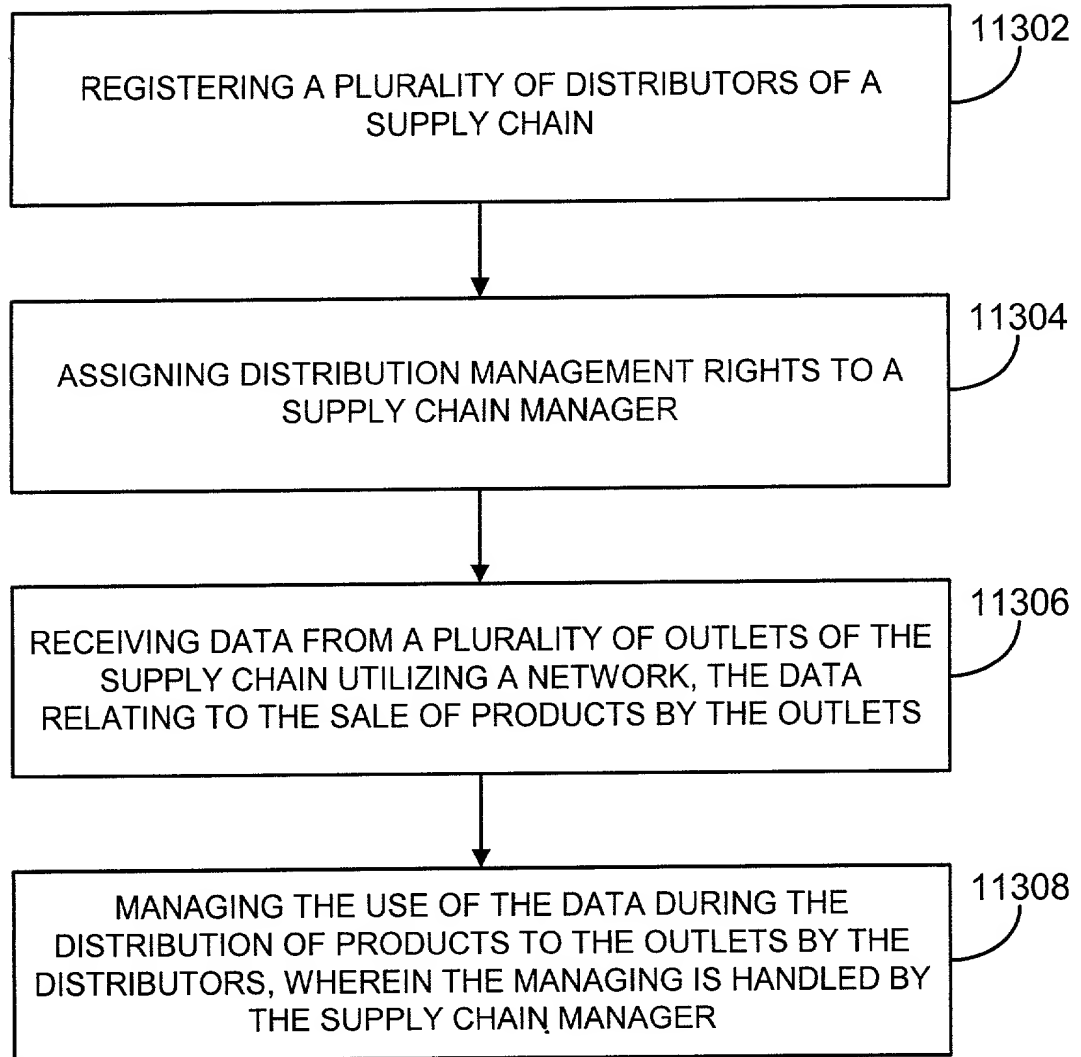 11302
REGISTERING A PLURALITY OF DISTRIBUTORS OF A
SUPPLY CHAIN
11304
ASSIGNING DISTRIBUTION MANAGEMENT RIGHTS TO A
SUPPLY CHAIN MANAGER
11306
RECEIVING DATA FROM A PLURALITY OF OUTLETS OF THE
SUPPLY CHAIN UTILIZING A NETWORK, THE DATA
RELATING TO THE SALE OF PRODUCTS BY THE OUTLETS
11308
MANAGING THE USE OF THE DATA DURING THE
DISTRIBUTION OF PRODUCTS TO THE OUTLETS BY THE
DISTRIBUTORS, WHEREIN THE MANAGING IS HANDLED BY
THE SUPPLY CHAIN MANAGER